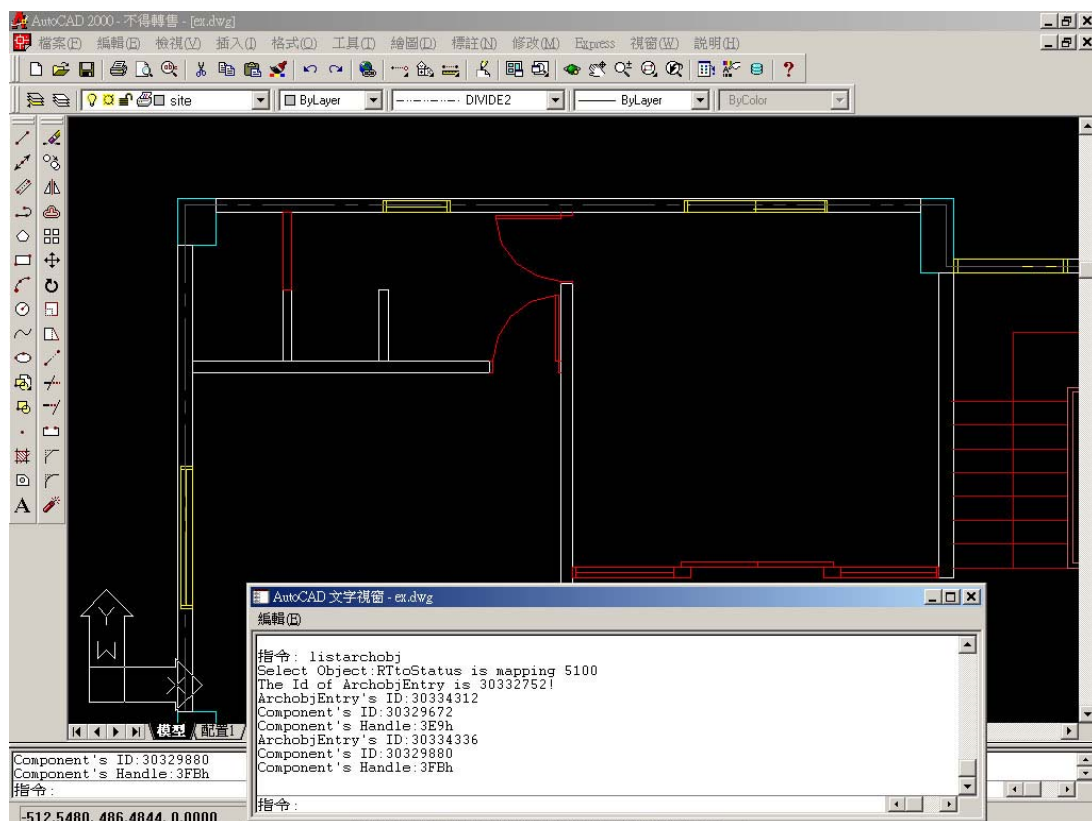 AutoCAD 2000 - 不得轉售 - [ex.dwg]
檔案(F) 編輯(E) 檢視(V) 插入(I) 格式(O) 工具(T) 繪圖(D) 標註(N) 修改(M) Express 視窗(W) 說明(H)
site ByLayer DIVIDE2 ByLayer ByColor
A
Y
W
X
模型 配置1
AutoCAD 文字視窗 - ex.dwg
編輯(E)
指令: listarchobj
Select Object:RTtoStatus is mapping 5100
The Id of ArchobjEntry is 30332752!
ArchobjEntry's ID:30334312
Component's ID:30329672
Component's Handle:3E9h
ArchobjEntry's ID:30334336
Component's ID:30329880
Component's Handle:3FBh
指令:
Component's ID:30329880
Component's Handle:3FBh
指令:
-512.5480, 486.4844, 0.0000